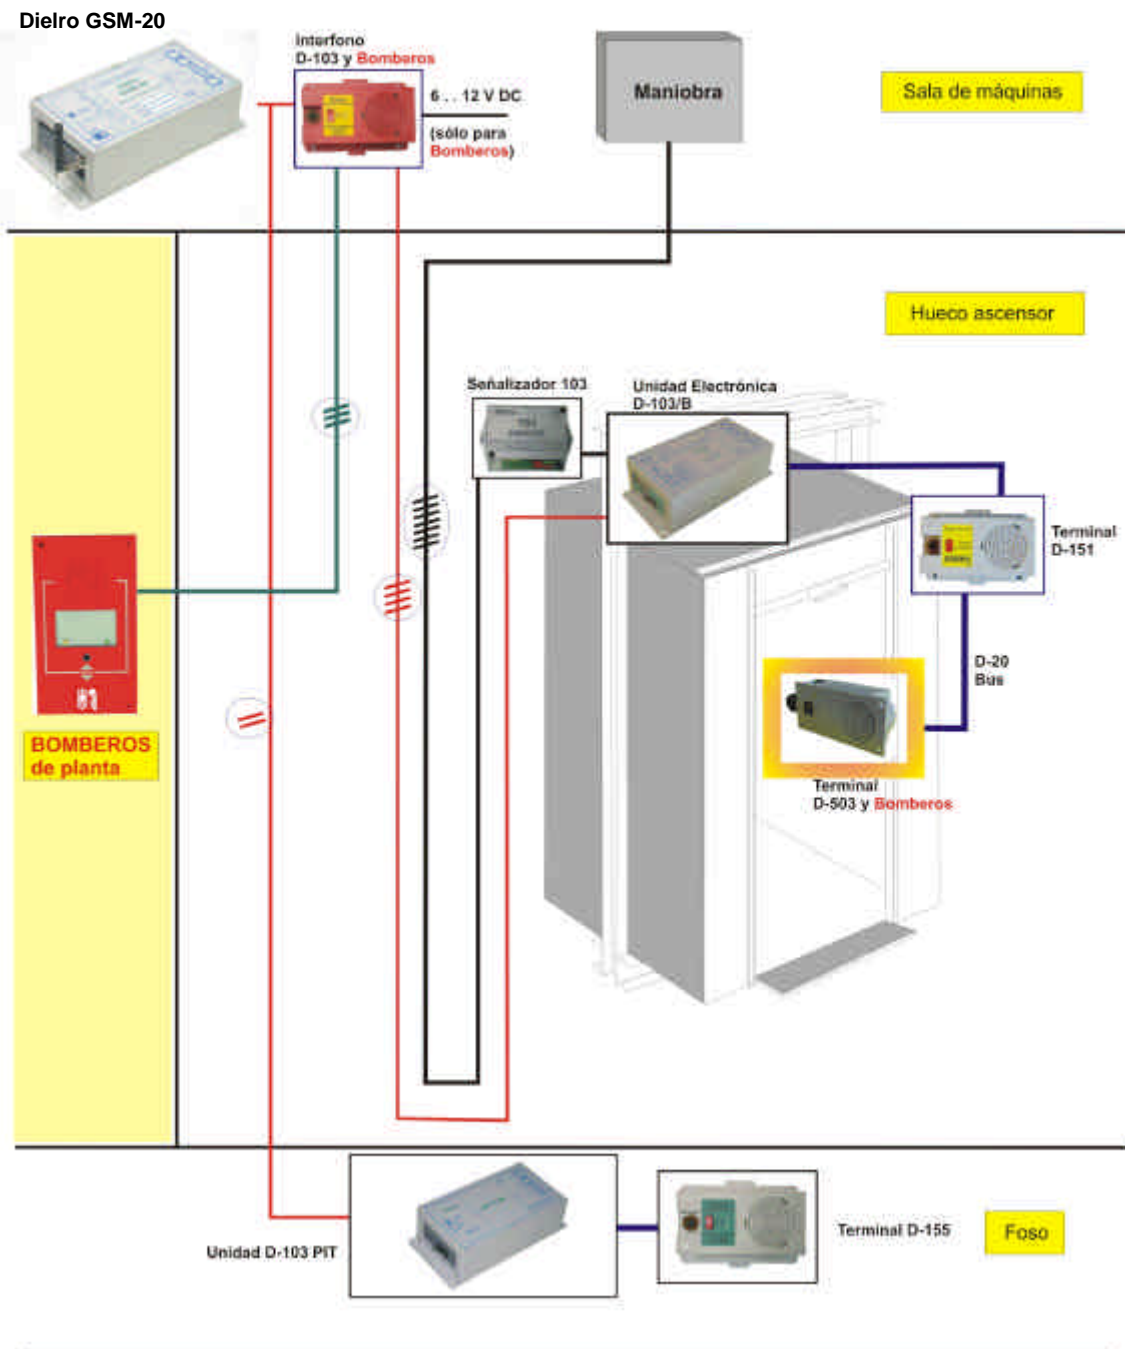 Dielro GSM-20
Interfono
D-103 y Bomberos
6 . . 12 V DC
(sólo para
Bomberos)
Maniobra
Sala de máquinas
Hueco ascensor
Señalizador 103
Unidad Electrónica
D-103/B
Terminal
D-151
D-20
Bus
Terminal
D-503 y Bomberos
BOMBEROS
de planta
Unidad D-103 PIT
Terminal D-155
Foso